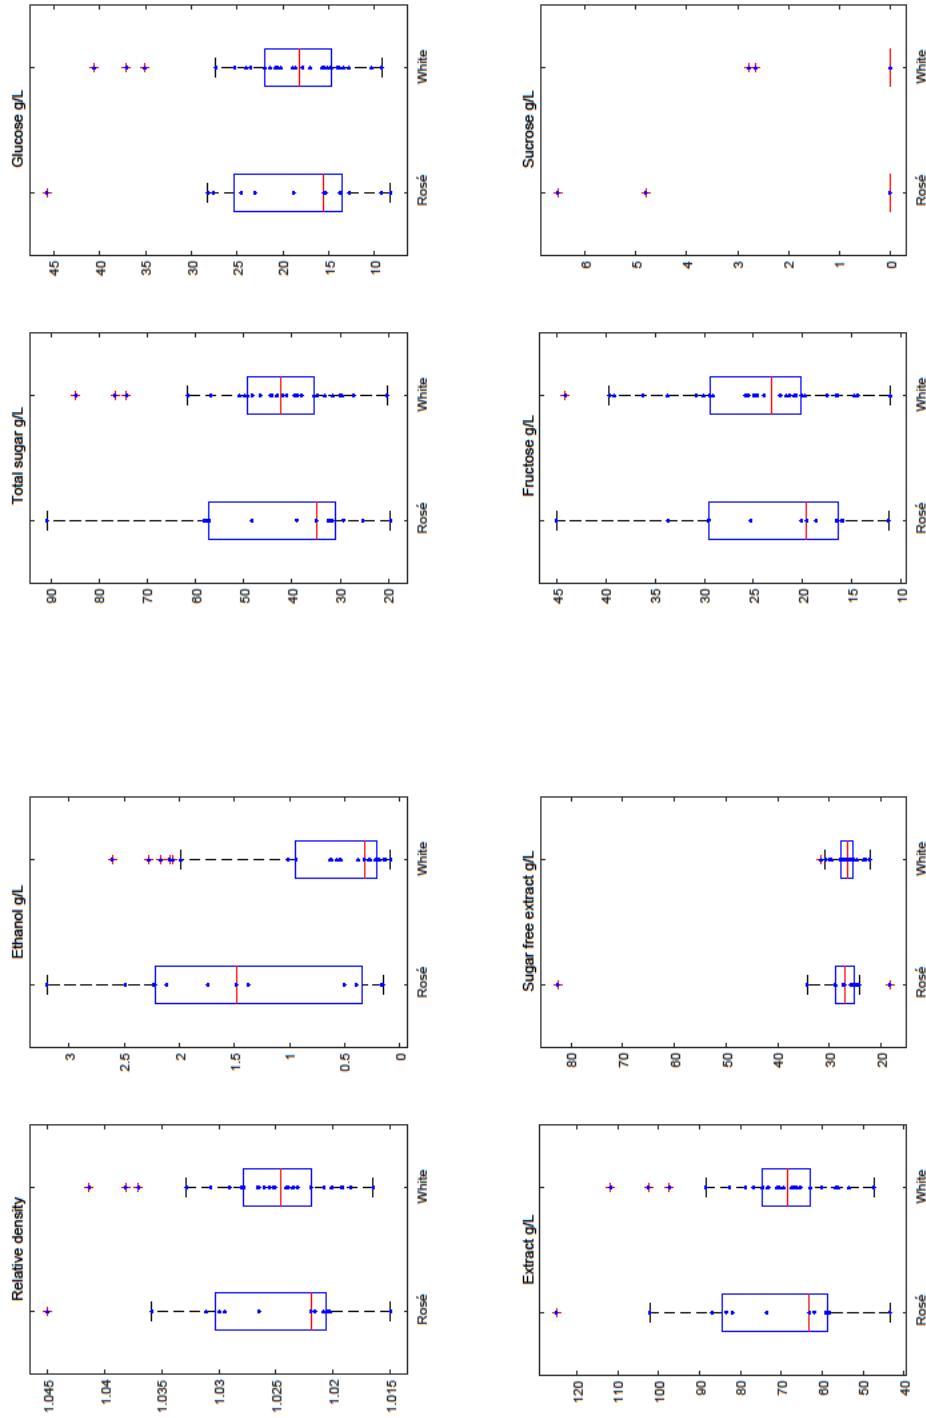 Glucose g/L
45
40
35
30
25
20
15
10
Rosé
White
Sucrose g/L
6
5
4
3
2
1
0
Rosé
White
Total sugar g/L
90
80
70
60
50
40
30
20
Rosé
White
Fructose g/L
45
40
35
30
25
20
15
10
Rosé
White
Ethanol g/L
3
2.5
2
1.5
1
0.5
0
Rosé
White
Sugar free extract g/L
80
70
60
50
40
30
20
Rosé
White
Relative density
1.045
1.04
1.035
1.03
1.025
1.02
1.015
Rosé
White
Extract g/L
120
110
100
90
80
70
60
50
40
Rosé
White